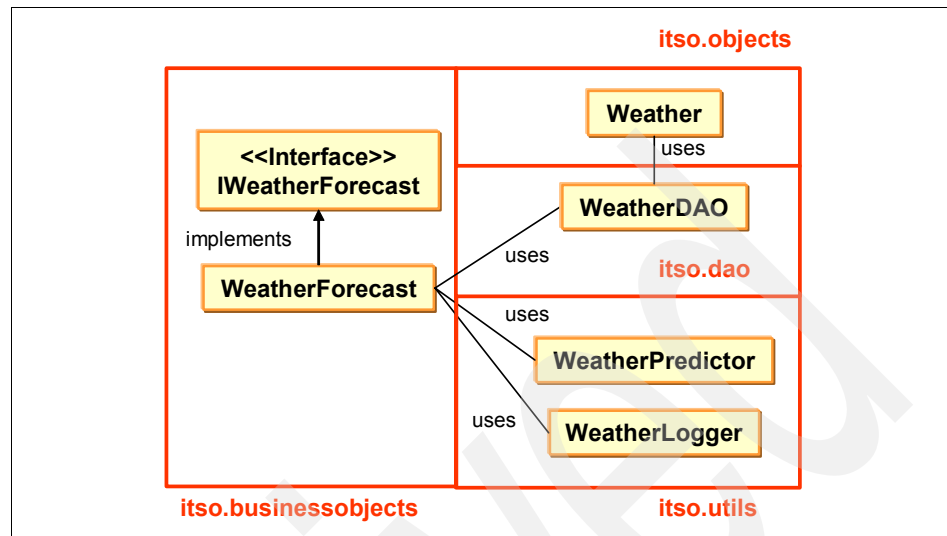 itso.objects
Weather
uses
<<Interface>>
IWeatherForecast
WeatherDAO
implements
uses
itso.dao
WeatherForecast
uses
WeatherPredictor
uses
WeatherLogger
itso.businessobjects
itso.utils